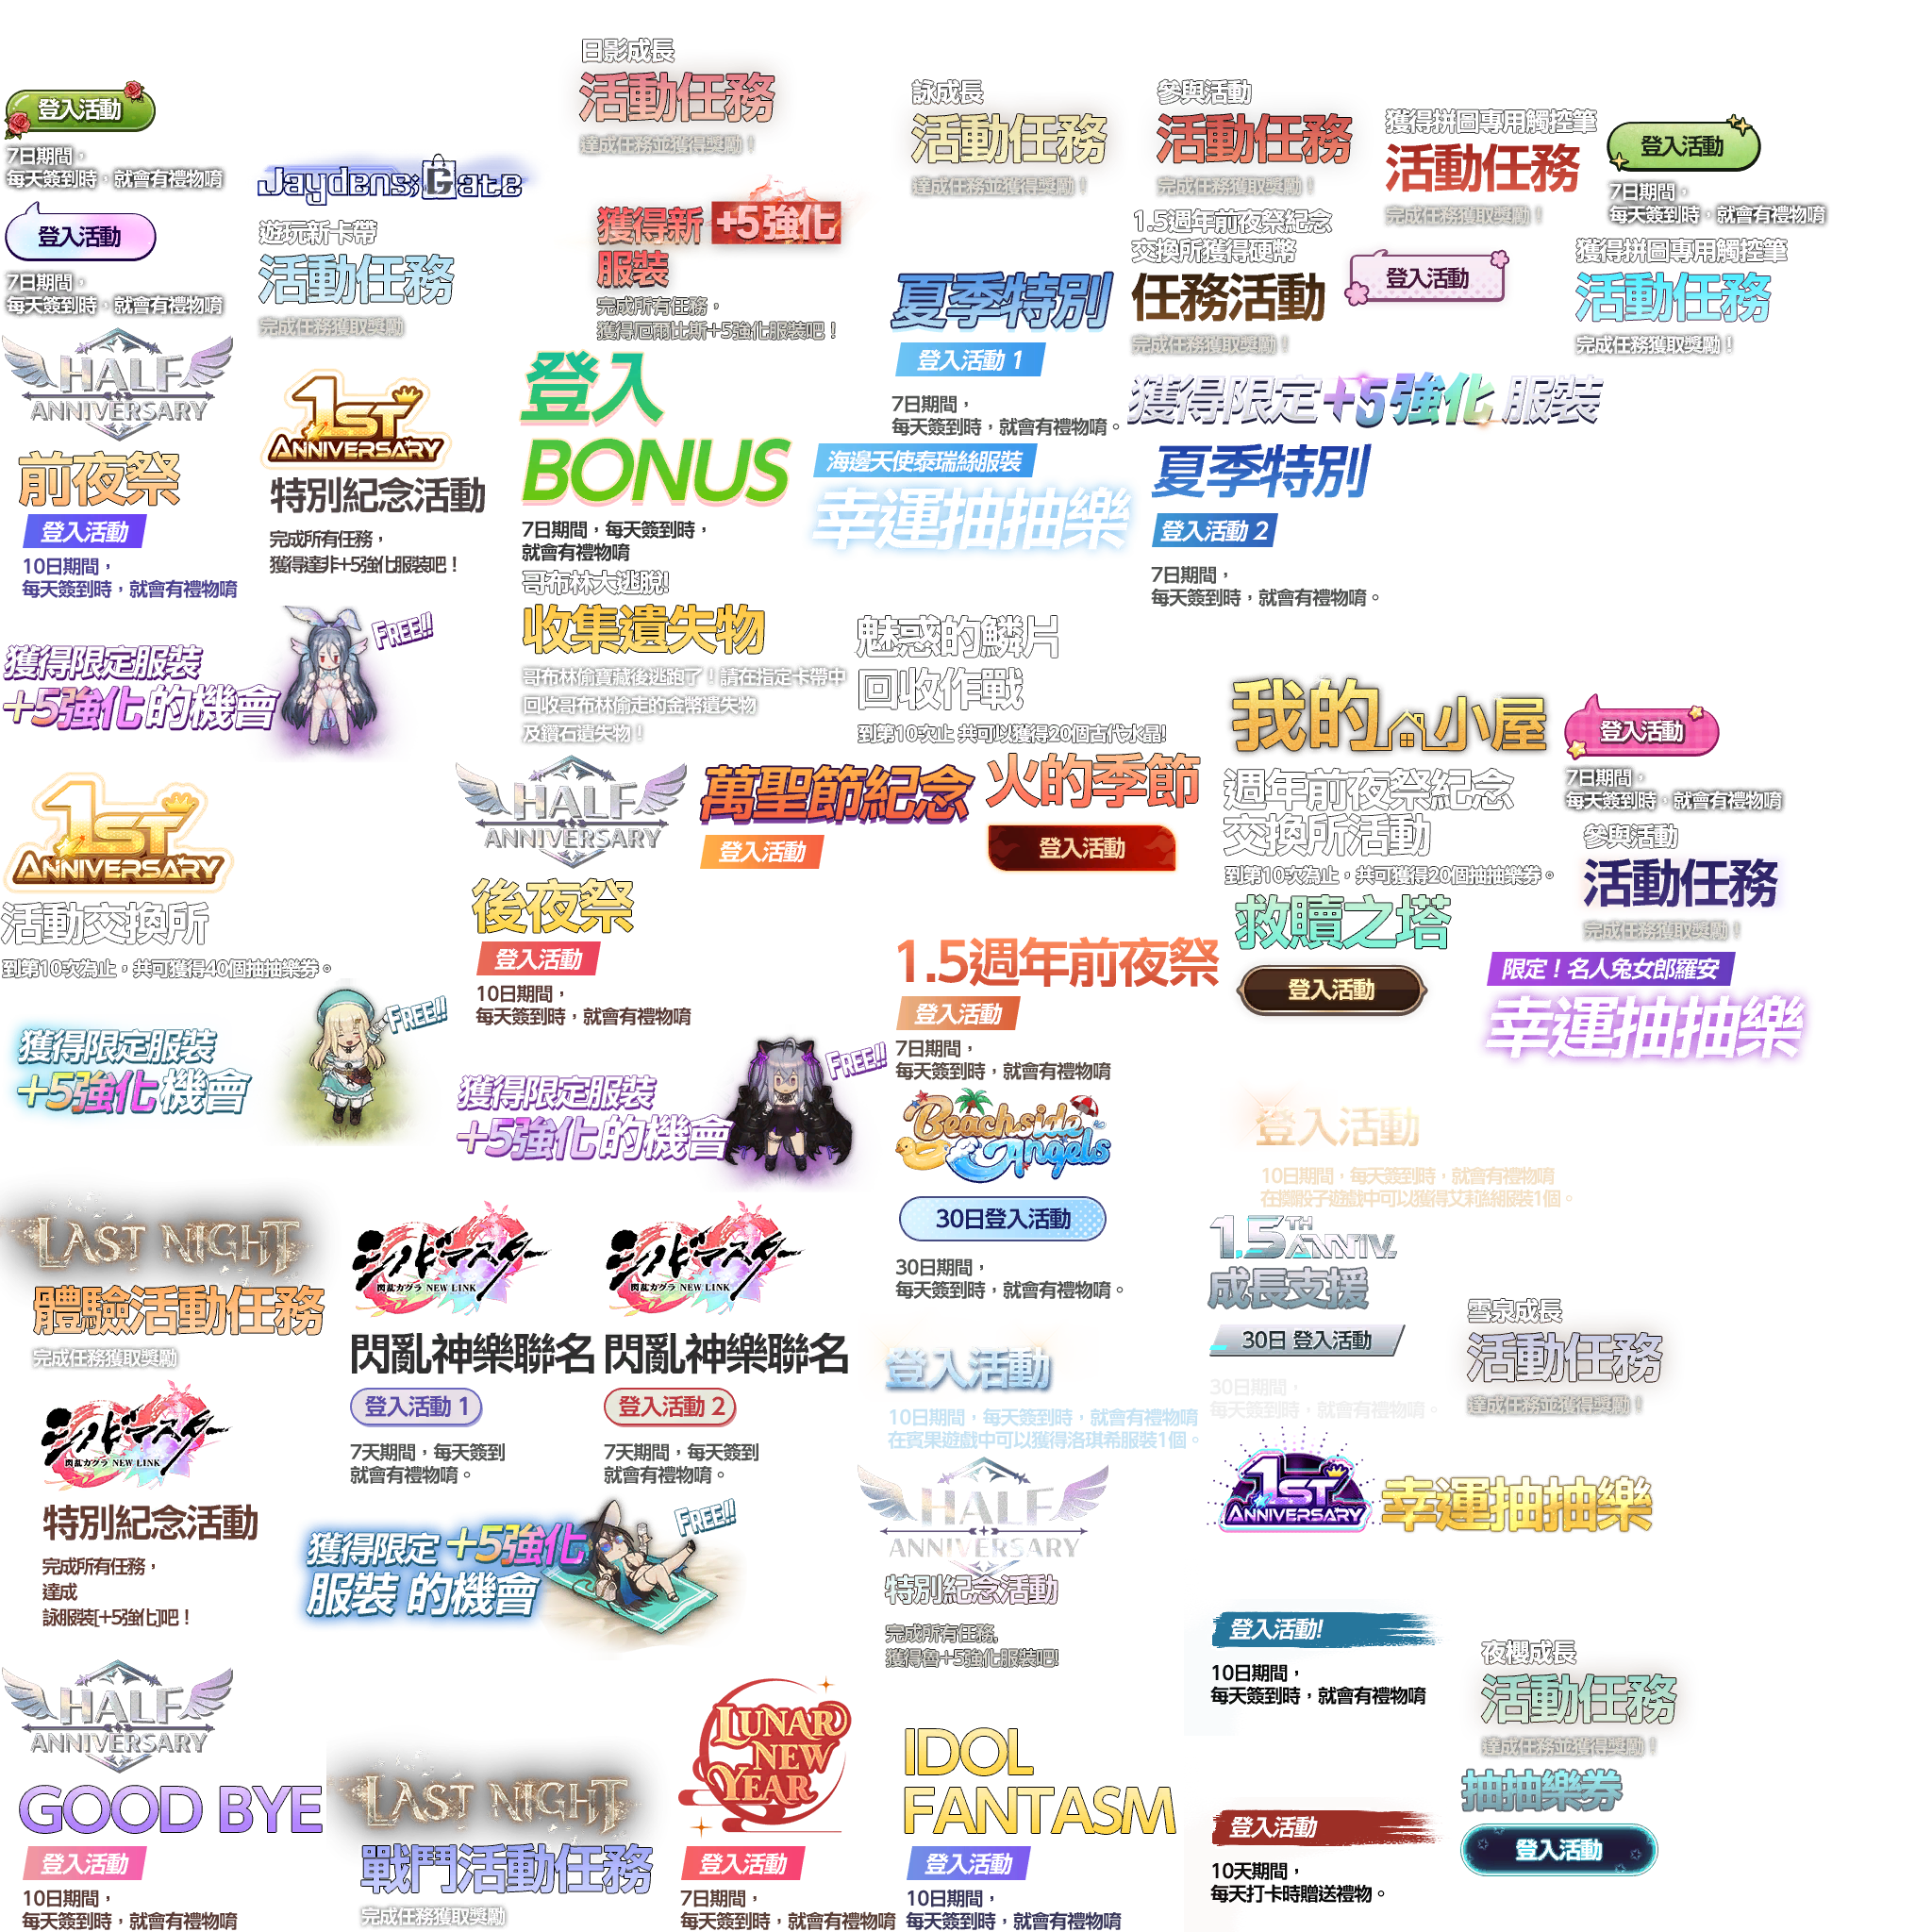 登入活動
7日期間，
每天簽到時，就會有禮物唷
登入活動
7日期間，
每天簽到時，就會有禮物唷
Jaydens;Gate
遊玩新卡帶
活動任務
完成任務獲取獎勵
日影成長
活動任務
達成任務並獲得獎勵！
獲得新 +5強化
服裝
完成所有任務，
獲得厄爾比斯+5強化服裝吧！
詠成長
活動任務
達成任務並獲得獎勵！
參與活動
活動任務
完成任務獲取獎勵！
獲得拼圖專用觸控筆
活動任務
完成任務獲取獎勵！
登入活動
7日期間，
每天簽到時，就會有禮物唷
1.5週年前夜祭紀念
交換所獲得硬幣
任務活動
完成任務獲取獎勵！
登入活動
獲得拼圖專用觸控筆
活動任務
完成任務獲取獎勵！
夏季特別
登入活動 1
7日期間，
每天簽到時，就會有禮物唷。
獲得限定+5強化 服裝
HALF
ANNIVERSARY
前夜祭
登入活動
10日期間，
每天簽到時，就會有禮物唷
1ST
ANNIVERSARY
特別紀念活動
完成所有任務，
獲得達非+5強化服裝吧！
登入
BONUS
7日期間，每天簽到時，
就會有禮物唷
海邊天使泰瑞絲服裝
幸運抽抽樂
夏季特別
登入活動 2
7日期間，
每天簽到時，就會有禮物唷。
獲得限定服裝
+5強化 的機會
FREE!!
哥布林大逃脫!
收集遺失物
哥布林偷寶藏後逃跑了！請在指定卡帶中
回收哥布林偷走的金幣遺失物
及鑽石遺失物！
魅惑的鱗片
回收作戰
到第10次止 共可以獲得20個古代水晶!
我的小屋
登入活動
7日期間，
每天簽到時，就會有禮物唷
1ST
ANNIVERSARY
活動交換所
到第10次為止，共可獲得40個抽抽樂券。
HALF
ANNIVERSARY
後夜祭
登入活動
10日期間，
每天簽到時，就會有禮物唷
萬聖節紀念
登入活動
火的季節
登入活動
週年前夜祭紀念
交換所活動
到第10次為止，共可獲得20個抽抽樂券。
參與活動
活動任務
完成任務獲取獎勵！
救贖之塔
登入活動
限定！名人兔女郎羅安
幸運抽抽樂
1.5週年前夜祭
登入活動
7日期間，
每天簽到時，就會有禮物唷
獲得限定服裝
+5強化 機會
FREE!!
獲得限定服裝
+5強化 的機會
FREE!!
Beachside
Angels
30日登入活動
30日期間，
每天簽到時，就會有禮物唷。
登入活動
10日期間，每天簽到時，就會有禮物唷
在擲骰子遊戲中可以獲得艾莉絲服裝1個。
LAST NIGHT
體驗活動任務
完成任務獲取獎勵
シノビマスター
閃乱カグラ NEW LINK
閃亂神樂聯名
登入活動 1
7天期間，每天簽到
就會有禮物唷。
シノビマスター
閃乱カグラ NEW LINK
閃亂神樂聯名
登入活動 2
7天期間，每天簽到
就會有禮物唷。
登入活動
10日期間，每天簽到時，就會有禮物唷
在賓果遊戲中可以獲得洛琪希服裝1個。
1.5TH
ANNIV.
成長支援
30日 登入活動
30日期間，
每天簽到時，就會有禮物唷。
雪泉成長
活動任務
達成任務並獲得獎勵！
シノビマスター
閃乱カグラ NEW LINK
特別紀念活動
完成所有任務，
達成
詠服裝[+5強化]吧！
獲得限定 +5強化
服裝 的機會
FREE!!
HALF
ANNIVERSARY
特別紀念活動
完成所有任務,
獲得魯+5強化服裝吧!
1ST
ANNIVERSARY
幸運抽抽樂
登入活動!
10日期間，
每天簽到時，就會有禮物唷
夜櫻成長
活動任務
達成任務並獲得獎勵！
HALF
ANNIVERSARY
GOOD BYE
登入活動
10日期間，
每天簽到時，就會有禮物唷
LAST NIGHT
戰鬥活動任務
完成任務獲取獎勵
LUNAR
NEW
YEAR
登入活動
7日期間，
每天簽到時，就會有禮物唷
IDOL
FANTASM
登入活動
10日期間，
每天簽到時，就會有禮物唷
登入活動
10天期間，
每天打卡時贈送禮物。
抽抽樂券
登入活動